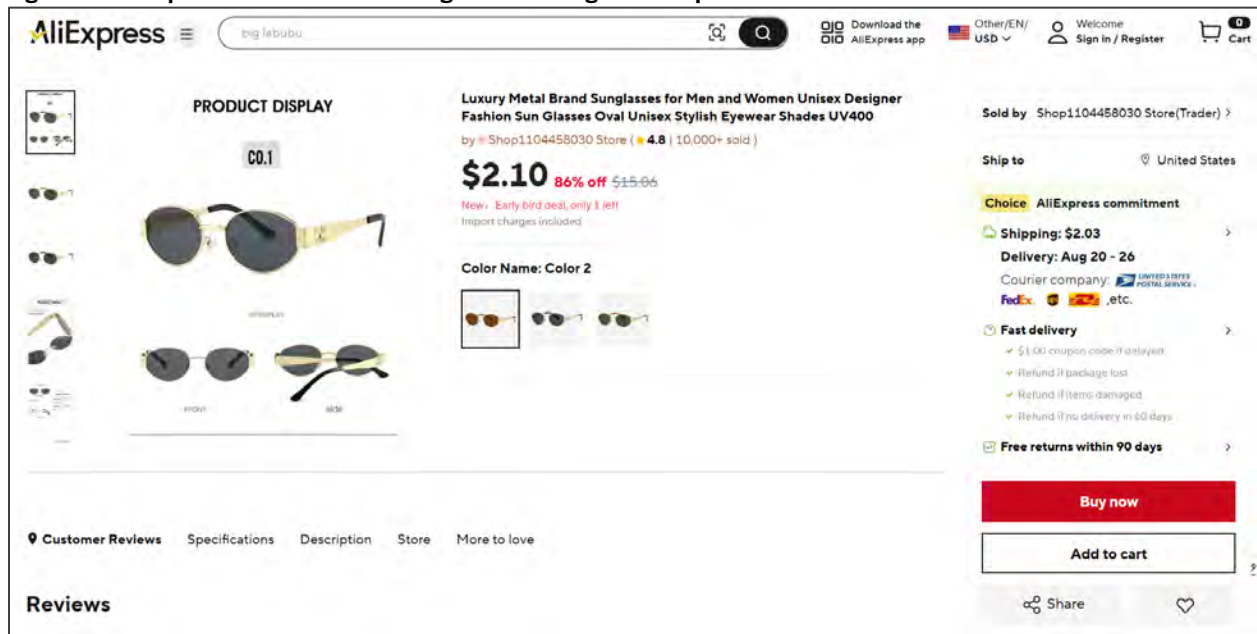 AliExpress
big labubu
Download the
AliExpress app
Other/EN/
USD
Welcome
Sign in / Register
0
Cart
PRODUCT DISPLAY
C0.1
FRONT
side
Luxury Metal Brand Sunglasses for Men and Women Unisex Designer
Fashion Sun Glasses Oval Unisex Stylish Eyewear Shades UV400
by Shop1104458030 Store ( 4.8 | 10,000+ sold )
$2.10 86% off $15.06
New Early bird deal, only 1 left
Import charges included
Color Name: Color 2
Sold by Shop1104458030 Store(Trader)
Ship to United States
Choice AliExpress commitment
Shipping: $2.03
Delivery: Aug 20 - 26
Courier company: UNITED STATES POSTAL SERVICE
FedEx ,etc.
Fast delivery
$1.00 coupon code if delayed
Refund if package lost
Refund if items damaged
Refund if no delivery in 60 days
Free returns within 90 days
Buy now
Add to cart
Share
Customer Reviews Specifications Description Store More to love
Reviews